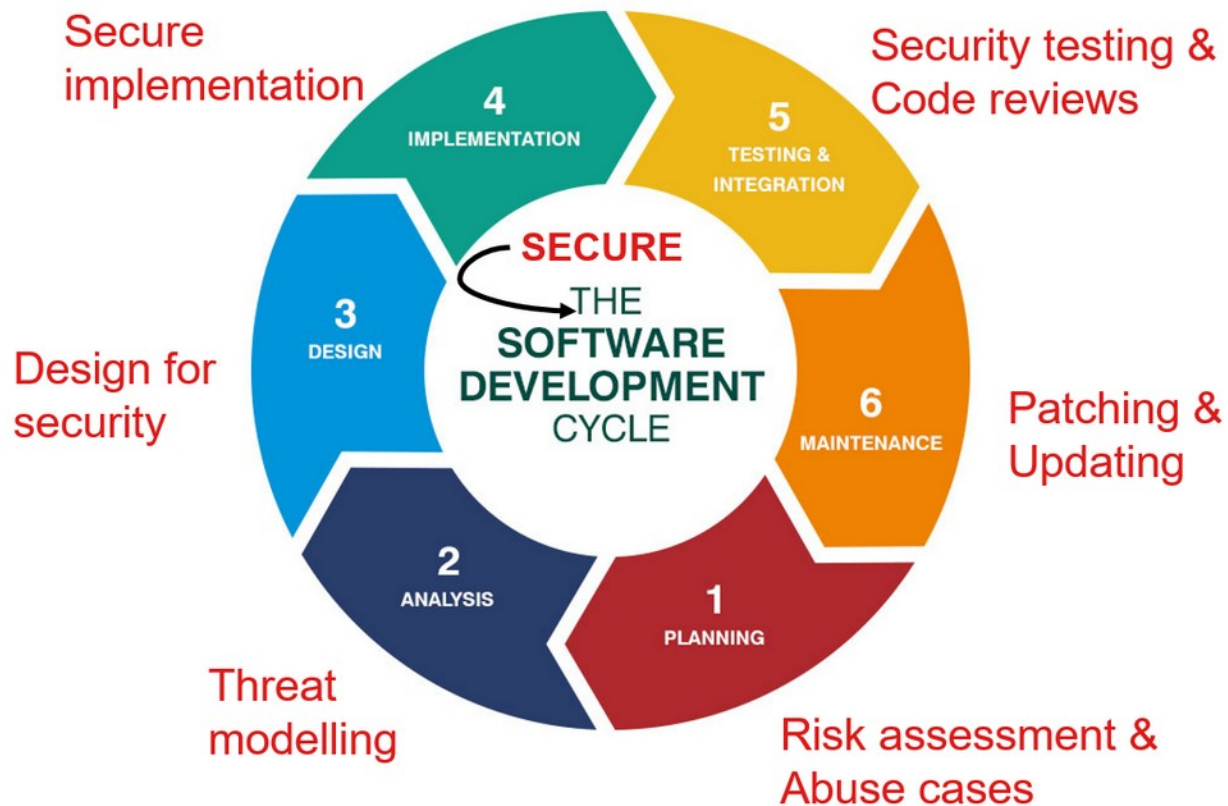 Secure
implementation
4
IMPLEMENTATION
5
TESTING &
INTEGRATION
Security testing &
Code reviews
SECURE
THE
SOFTWARE
DEVELOPMENT
CYCLE
3
DESIGN
Design for
security
6
MAINTENANCE
Patching &
Updating
2
ANALYSIS
Threat
modelling
1
PLANNING
Risk assessment &
Abuse cases